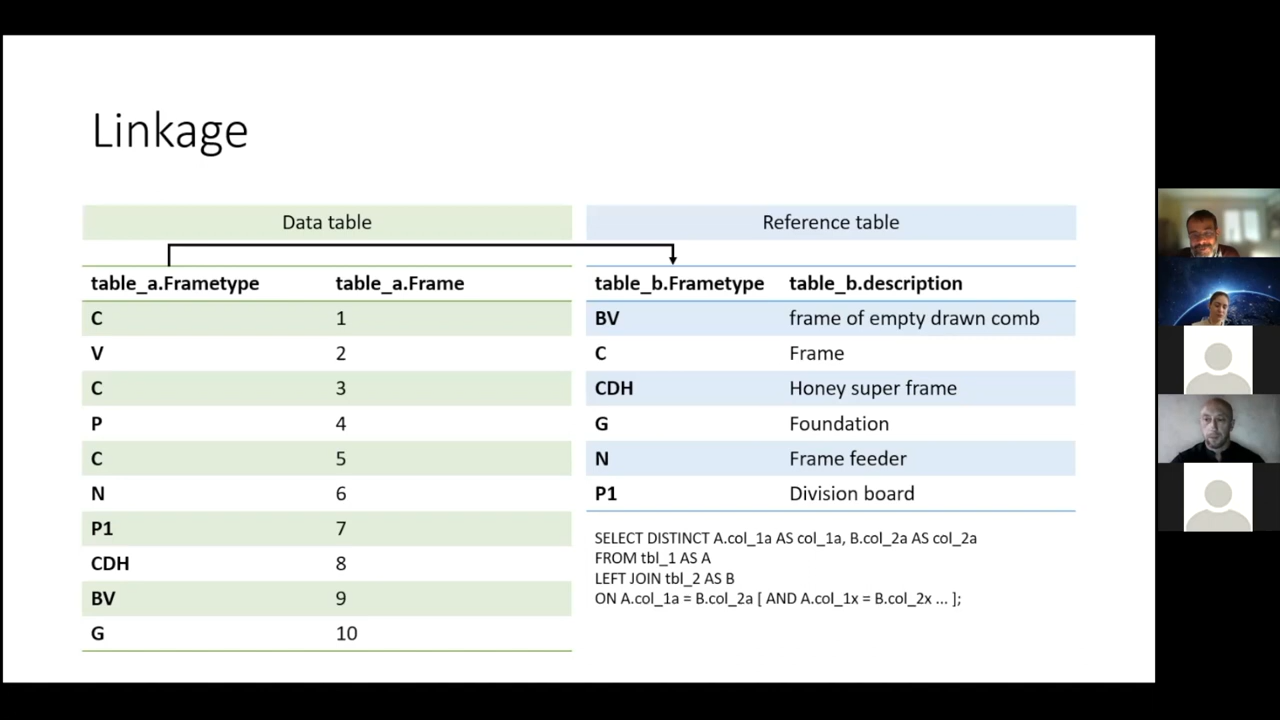 Linkage
Data table
Reference table
table_a.Frametype table_a.Frame
C 1
V 2
C 3
P 4
C 5
N 6
P1 7
CDH 8
BV 9
G 10
table_b.Frametype table_b.description
BV frame of empty drawn comb
C Frame
CDH Honey super frame
G Foundation
N Frame feeder
P1 Division board
SELECT DISTINCT A.col_1a AS col_1a, B.col_2a AS col_2a
FROM tbl_1 AS A
LEFT JOIN tbl_2 AS B
ON A.col_1a = B.col_2a [ AND A.col_1x = B.col_2x ... ];